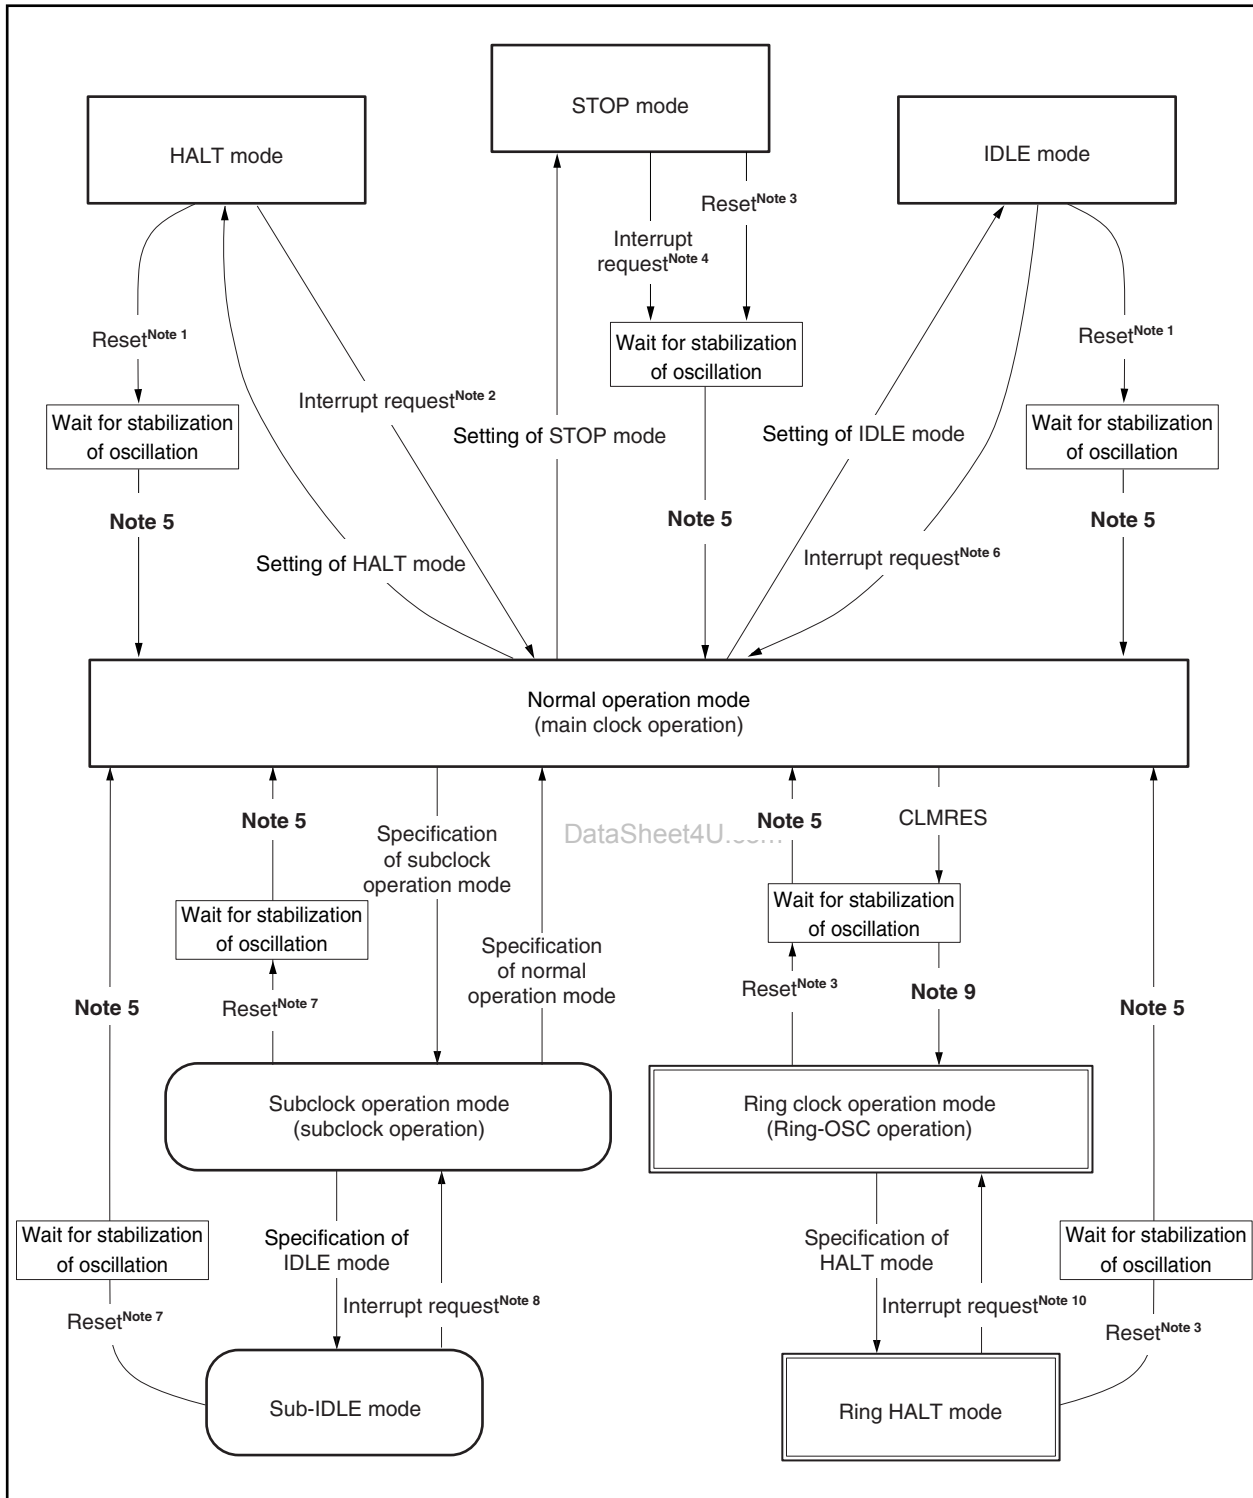 STOP mode
HALT mode
IDLE mode
Reset Note 3
Interrupt
request Note 4
Reset Note 1
Wait for stabilization
of oscillation
Reset Note 1
Interrupt request Note 2
Wait for stabilization
of oscillation
Setting of STOP mode
Setting of IDLE mode
Wait for stabilization
of oscillation
Note 5
Note 5
Note 5
Setting of HALT mode
Interrupt request Note 6
Normal operation mode
(main clock operation)
Note 5
Specification
of subclock
operation mode
DataSheet4U.com
Note 5
CLMRES
Wait for stabilization
of oscillation
Wait for stabilization
of oscillation
Specification
of normal
operation mode
Note 5
Reset Note 7
Reset Note 3
Note 9
Note 5
Subclock operation mode
(subclock operation)
Ring clock operation mode
(Ring-OSC operation)
Wait for stabilization
of oscillation
Specification of
IDLE mode
Specification of
HALT mode
Wait for stabilization
of oscillation
Reset Note 7
Interrupt request Note 8
Interrupt request Note 10
Reset Note 3
Sub-IDLE mode
Ring HALT mode